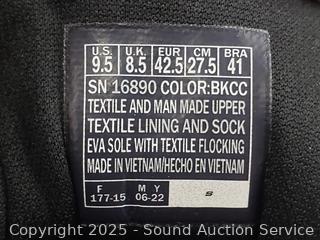 U.S. U.K. EUR CM BRA
9.5 8.5 42.5 27.5 41
SN 16890 COLOR:BKCC
TEXTILE AND MAN MADE UPPER
TEXTILE LINING AND SOCK
EVA SOLE WITH TEXTILE FLOCKING
MADE IN VIETNAM/HECHO EN VIETNAM
F M Y S
177-15 06-22
Copyright 2025 - Sound Auction Service